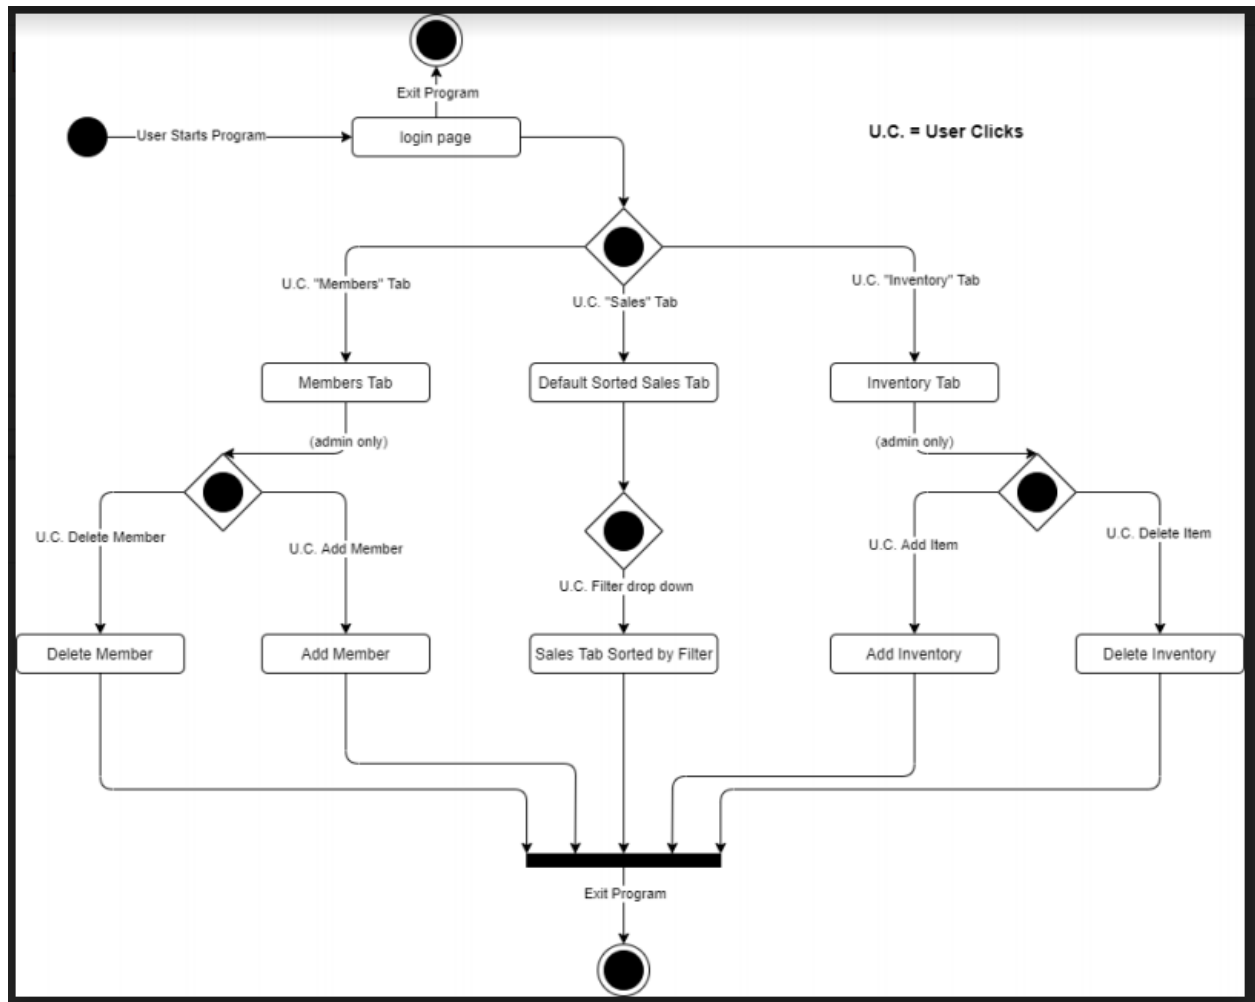 Exit Program
User Starts Program
login page
U.C. = User Clicks
U.C. "Members" Tab
U.C. "Sales" Tab
U.C. "Inventory" Tab
Members Tab
Default Sorted Sales Tab
Inventory Tab
(admin only)
(admin only)
U.C. Delete Member
U.C. Add Member
U.C. Filter drop down
U.C. Add Item
U.C. Delete Item
Delete Member
Add Member
Sales Tab Sorted by Filter
Add Inventory
Delete Inventory
Exit Program